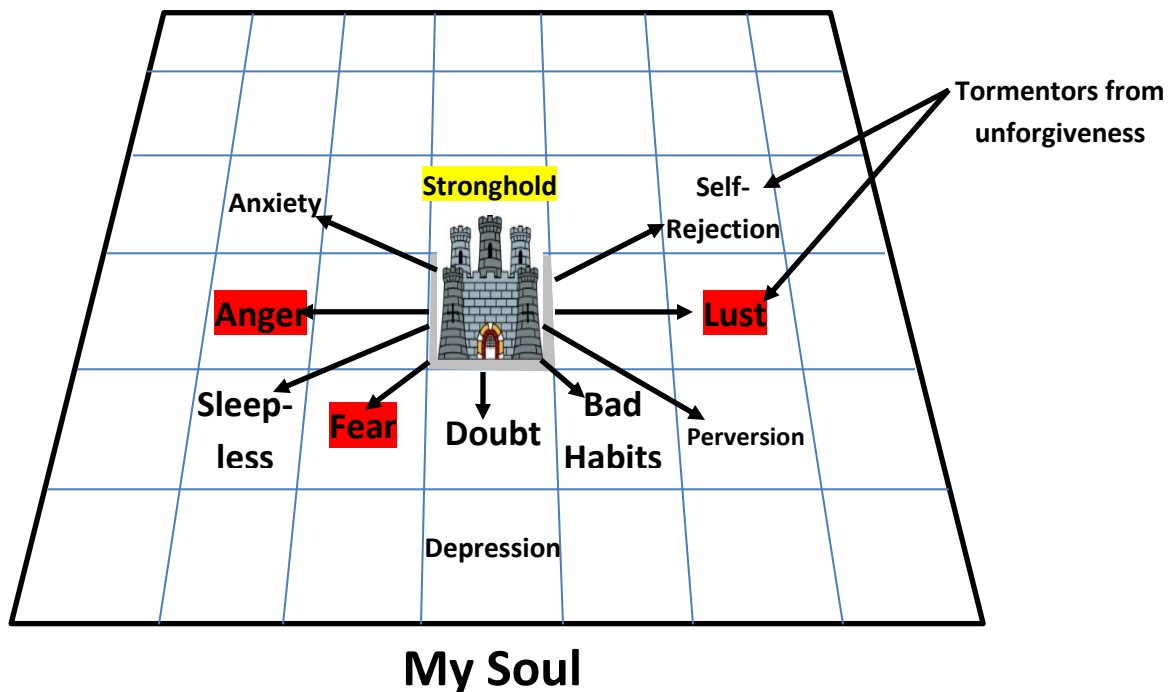 Tormentors from
unforgiveness
Anxiety
Stronghold
Self-
Rejection
Anger
Lust
Sleep-
less
Fear
Doubt
Bad
Habits
Perversion
Depression
My Soul